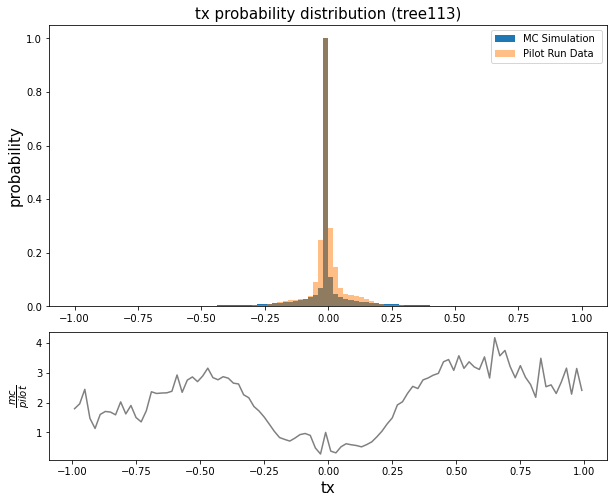 tx probability distribution (tree113)
MC Simulation
Pilot Run Data
probability
1.0
0.8
0.6
0.4
0.2
0.0
−1.00 −0.75 −0.50 −0.25 0.00 0.25 0.50 0.75 1.00
mc
pilot
4
3
2
1
−1.00 −0.75 −0.50 −0.25 0.00 0.25 0.50 0.75 1.00
tx